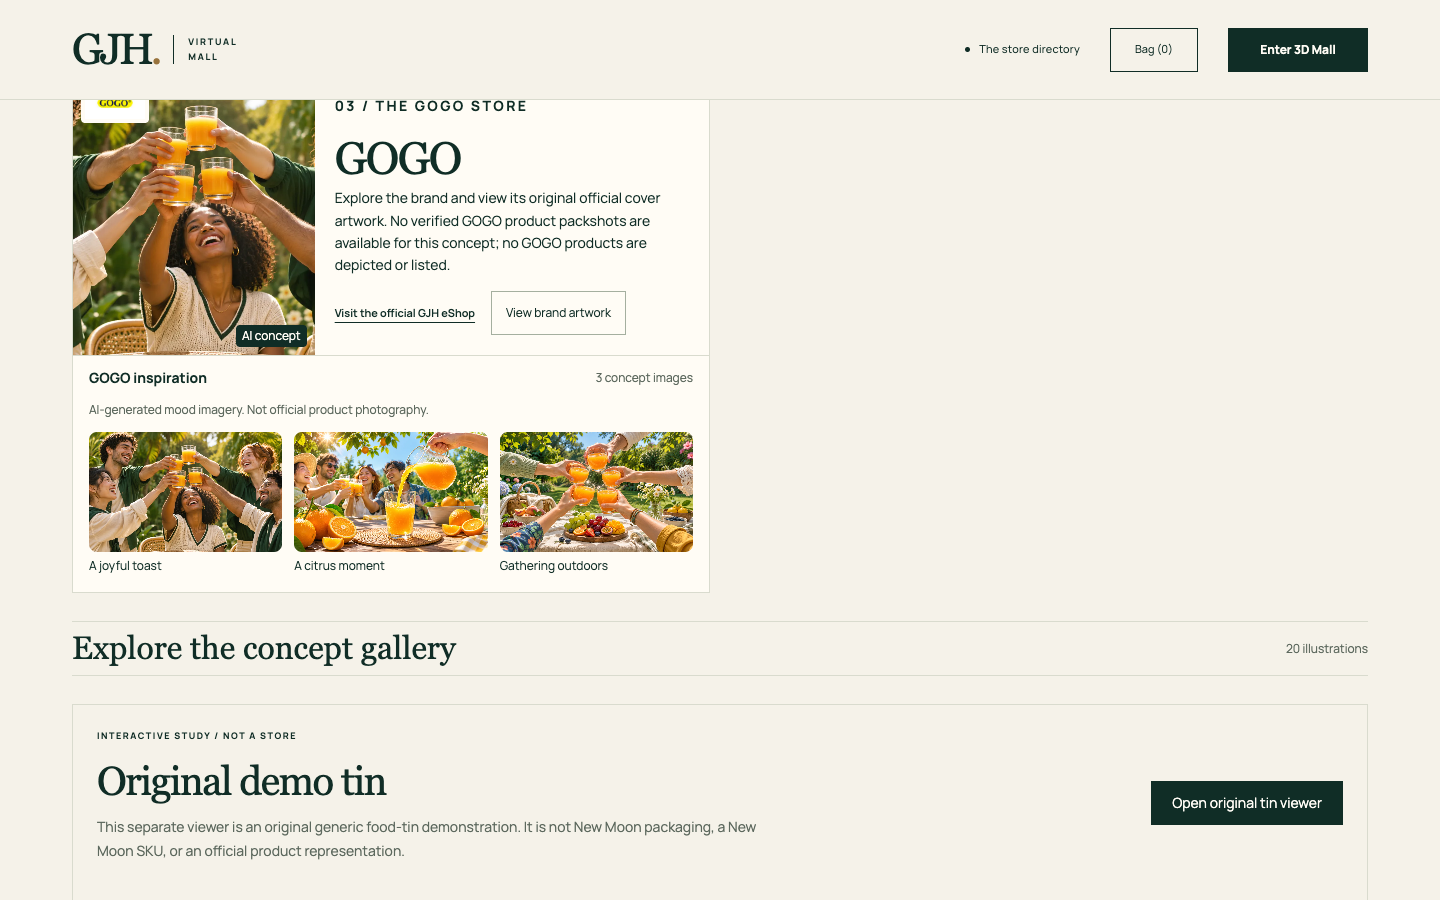 GJH.
VIRTUAL
MALL
The store directory
Bag (0)
Enter 3D Mall
GOGO
03 / THE GOGO STORE
GOGO
Explore the brand and view its original official cover
artwork. No verified GOGO product packshots are
available for this concept; no GOGO products are
depicted or listed.
Visit the official GJH eShop
View brand artwork
AI concept
GOGO inspiration
3 concept images
AI-generated mood imagery. Not official product photography.
A joyful toast
A citrus moment
Gathering outdoors
Explore the concept gallery
20 illustrations
INTERACTIVE STUDY / NOT A STORE
Original demo tin
Open original tin viewer
This separate viewer is an original generic food-tin demonstration. It is not New Moon packaging, a New
Moon SKU, or an official product representation.